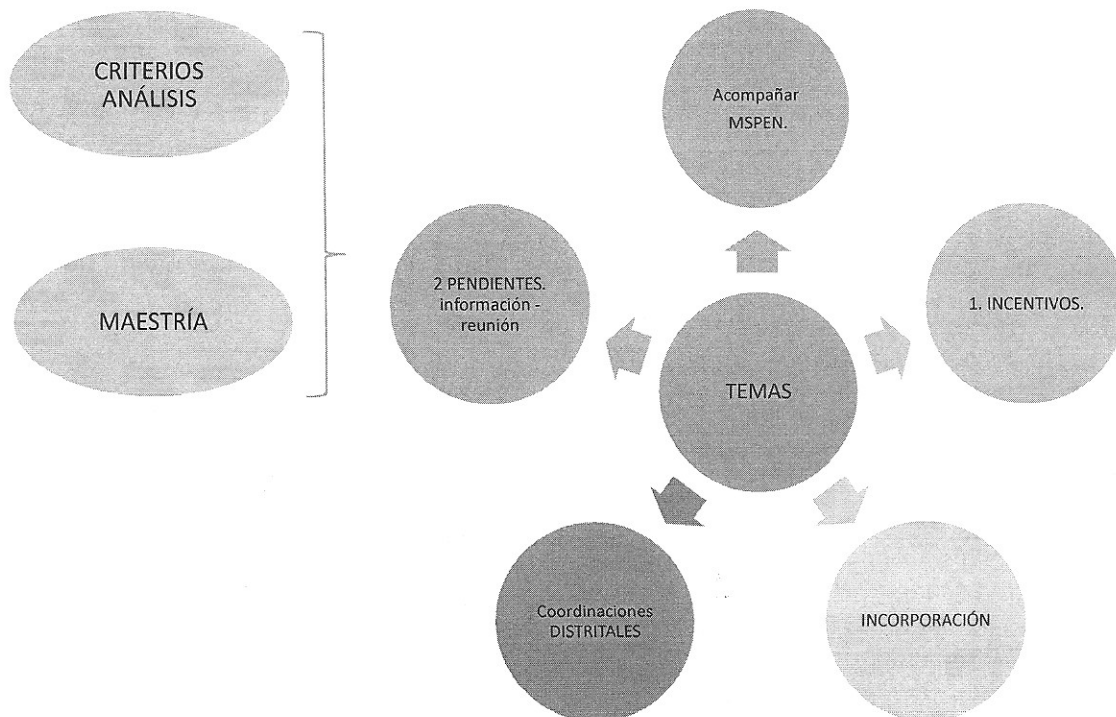 CRITERIOS
ANÁLISIS
MAESTRÍA
Acompañar
MSPEN.
2 PENDIENTES.
información -
reunión
1. INCENTIVOS.
TEMAS
Coordinaciones
DISTRITALES
INCORPORACIÓN